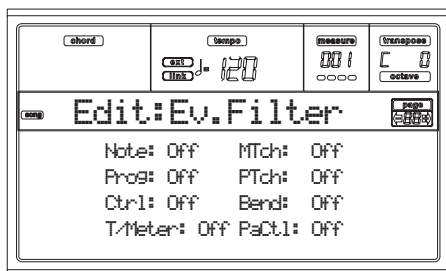 chord tempo measure transpose
ext link ♩= 120 001 C 0
octave
song Edit:Ev.Filter page
Note: Off MTch: Off
Prog: Off PTch: Off
Ctrl: Off Bend: Off
T/Meter: Off PaCtl: Off